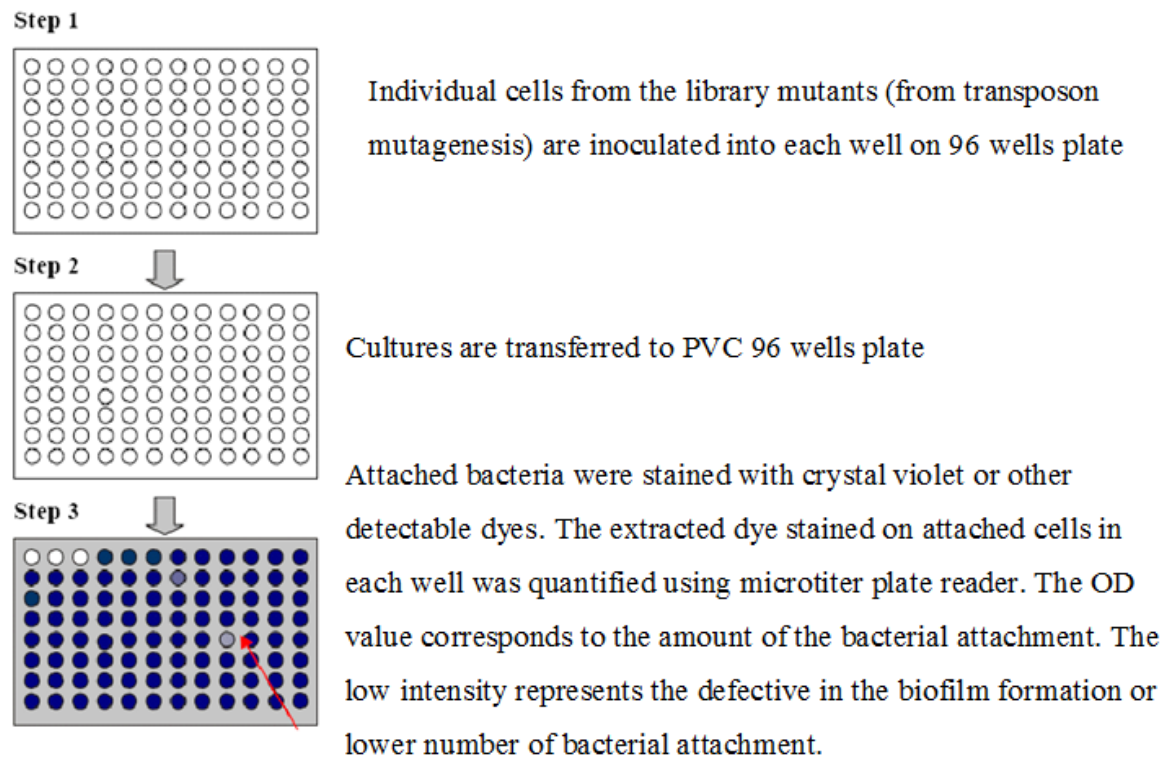 Step 1
Individual cells from the library mutants (from transposon
mutagenesis) are inoculated into each well on 96 wells plate
Step 2
Cultures are transferred to PVC 96 wells plate
Step 3
Attached bacteria were stained with crystal violet or other
detectable dyes. The extracted dye stained on attached cells in
each well was quantified using microtiter plate reader. The OD
value corresponds to the amount of the bacterial attachment. The
low intensity represents the defective in the biofilm formation or
lower number of bacterial attachment.